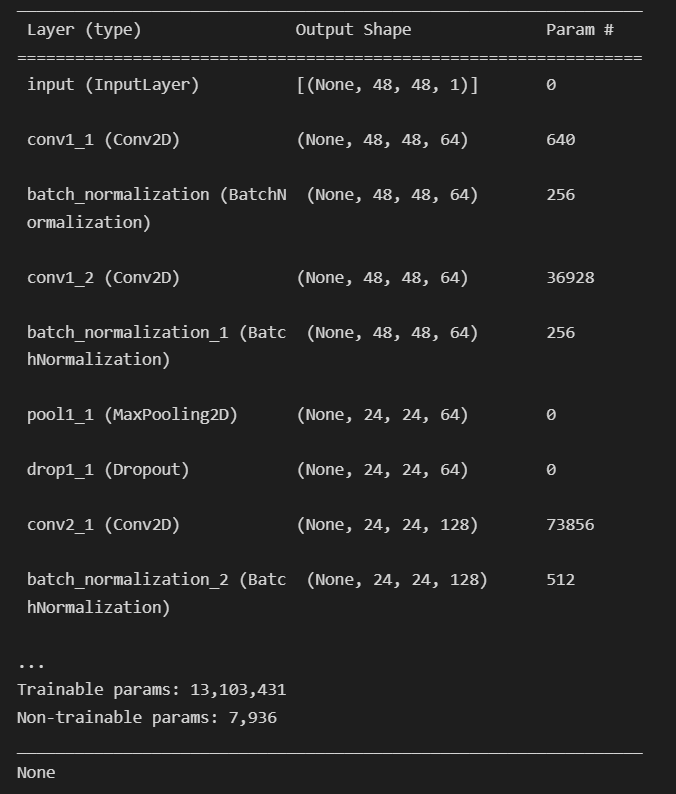 Layer (type) Output Shape Param #
=================================================================
input (InputLayer) [(None, 48, 48, 1)] 0
conv1_1 (Conv2D) (None, 48, 48, 64) 640
batch_normalization (BatchN (None, 48, 48, 64) 256
ormalization)
conv1_2 (Conv2D) (None, 48, 48, 64) 36928
batch_normalization_1 (Batc (None, 48, 48, 64) 256
hNormalization)
pool1_1 (MaxPooling2D) (None, 24, 24, 64) 0
drop1_1 (Dropout) (None, 24, 24, 64) 0
conv2_1 (Conv2D) (None, 24, 24, 128) 73856
batch_normalization_2 (Batc (None, 24, 24, 128) 512
hNormalization)
...
Trainable params: 13,103,431
Non-trainable params: 7,936
_________________________________________________________________
None